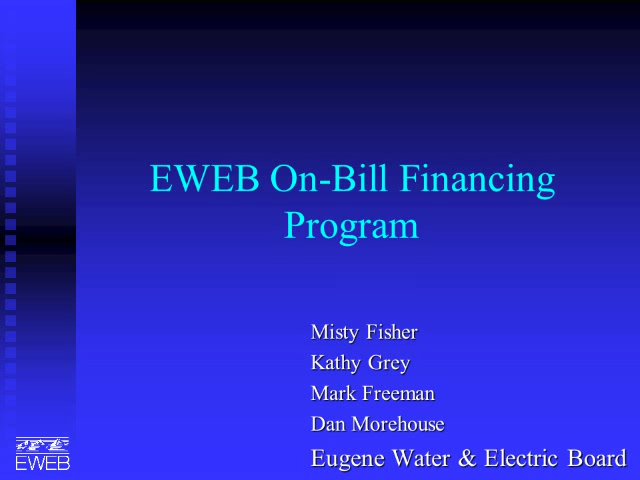 EWEB On-Bill Financing
Program
Misty Fisher
Kathy Grey
Mark Freeman
Dan Morehouse
Eugene Water & Electric Board
EWEB